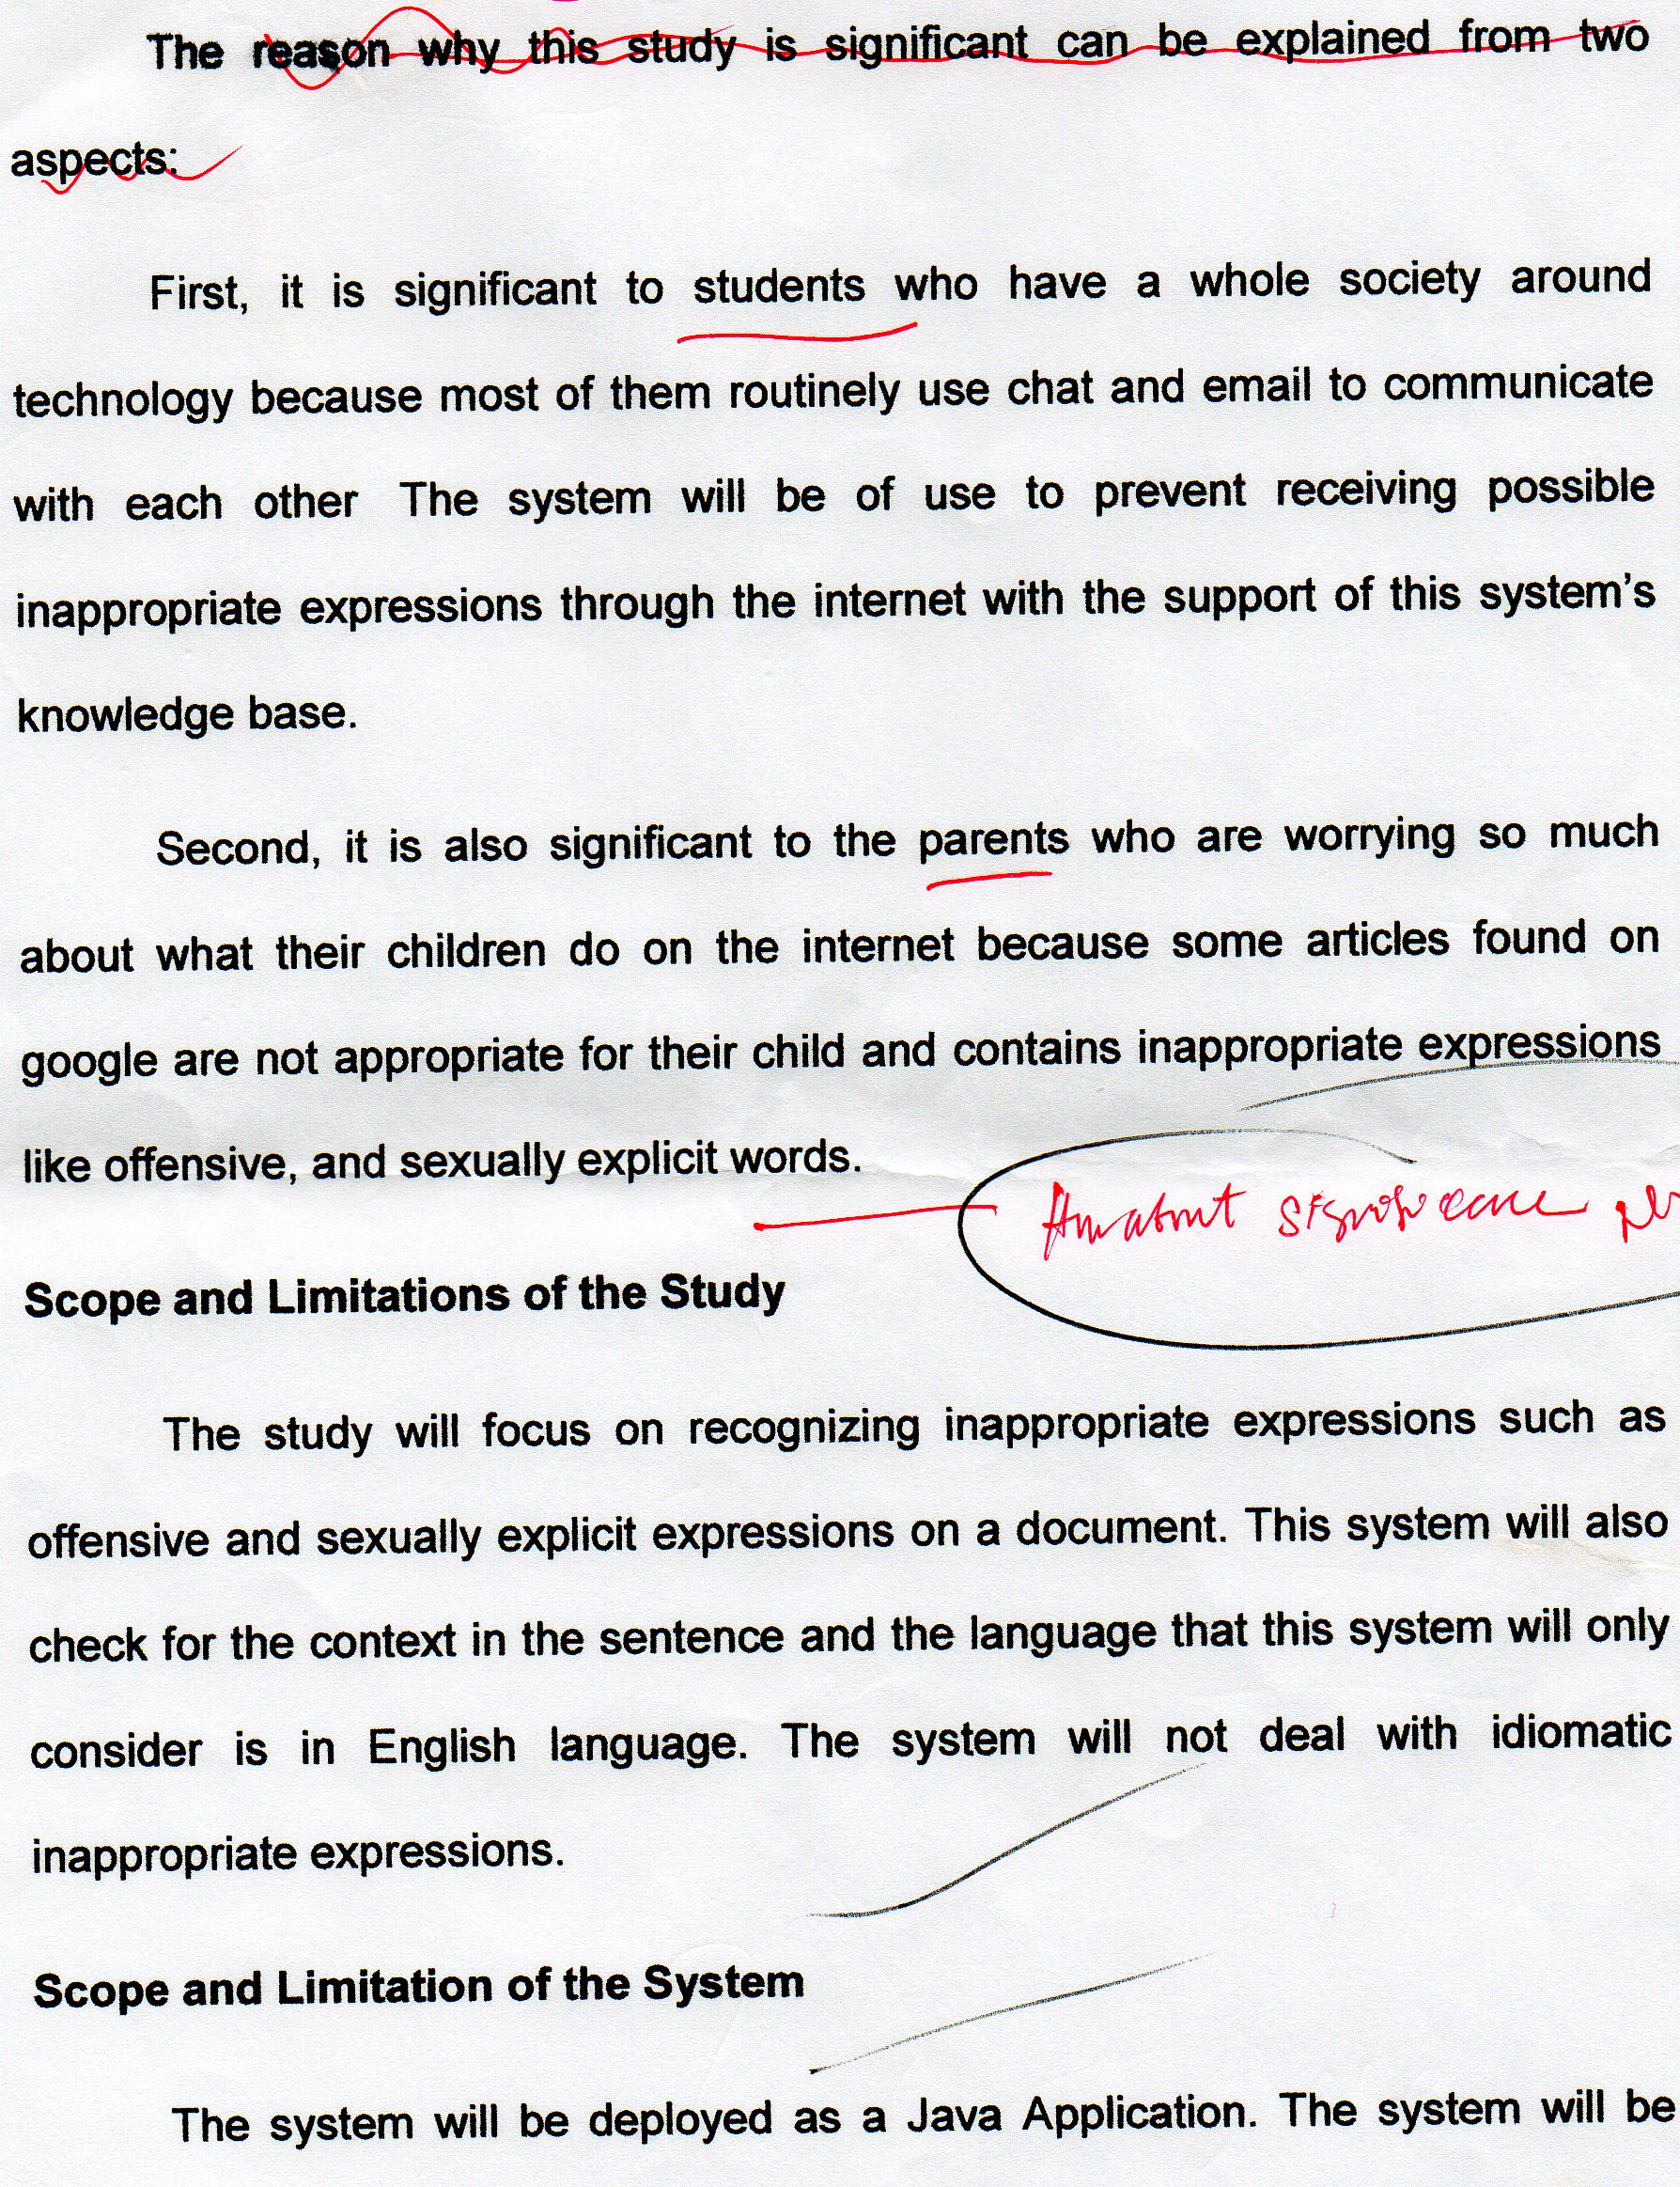 The reason why this study is significant can be explained from two
aspects:
First, it is significant to students who have a whole society around
technology because most of them routinely use chat and email to communicate
with each other The system will be of use to prevent receiving possible
inappropriate expressions through the internet with the support of this system's
knowledge base.
Second, it is also significant to the parents who are worrying so much
about what their children do on the internet because some articles found on
google are not appropriate for their child and contains inappropriate expressions
like offensive, and sexually explicit words.
about significance
Scope and Limitations of the Study
The study will focus on recognizing inappropriate expressions such as
offensive and sexually explicit expressions on a document. This system will also
check for the context in the sentence and the language that this system will only
consider is in English language. The system will not deal with idiomatic
inappropriate expressions.
Scope and Limitation of the System
The system will be deployed as a Java Application. The system will be